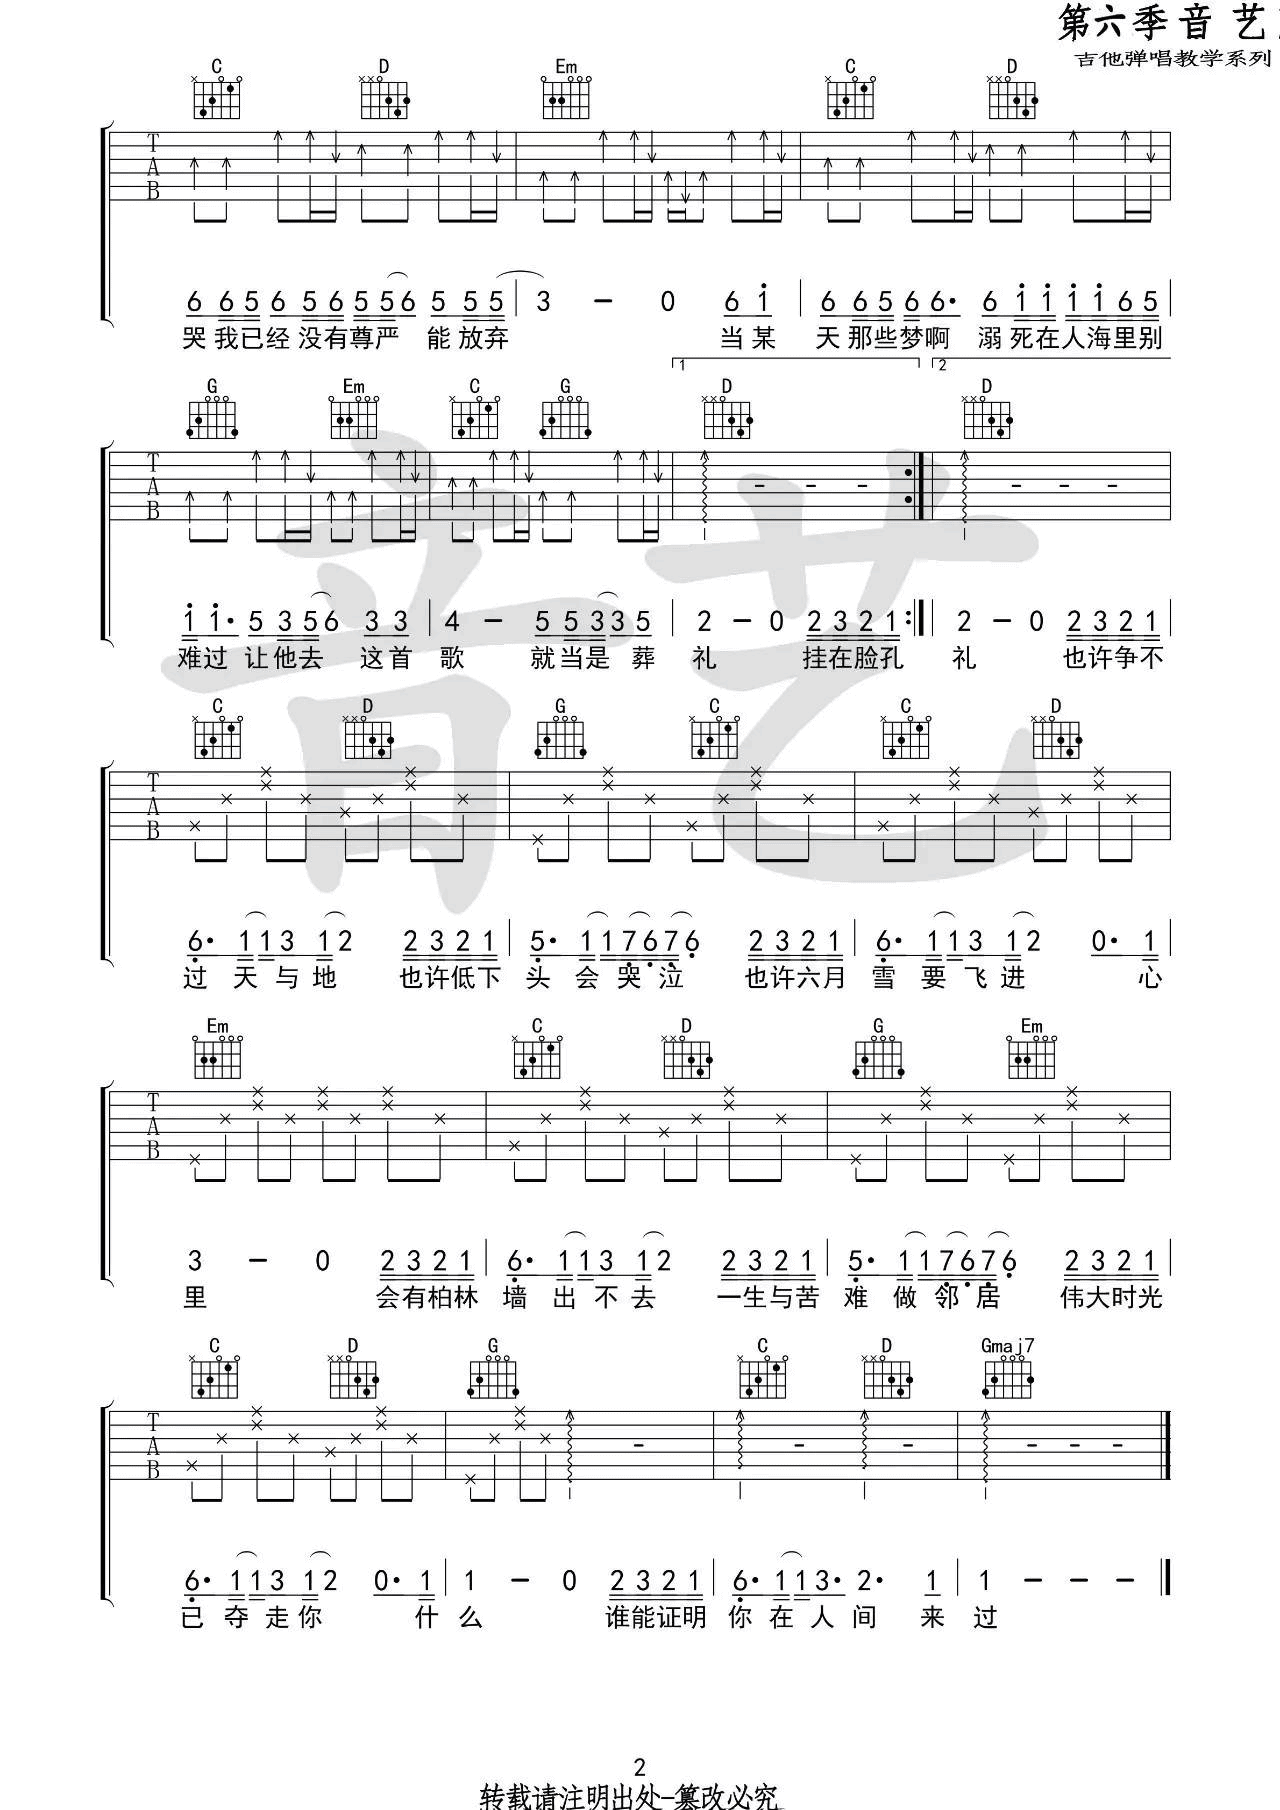 第六季音 艺
吉他弹唱教学系列
C D Em C D
T
A
B
6 6 5 6 5 6 5 5 6 5 5 5 3 – 0 6 1 6 6 5 6 6· 6 1 1 1 1 6 5
哭我已经没有尊严 能放弃 当某 天那些梦啊 溺死在人海里别
1 2
G Em C G D D
T
A
B
1 1· 5 3 5 6 3 3 4 – 5 5 3 3 5 2 – 0 2 3 2 1 2 – 0 2 3 2 1
难过 让他去 这首 歌 就当是 葬 礼 挂在脸孔 礼 也许争不
C D G C C D
T
A
B
6· 1 1 3 1 2 2 3 2 1 5· 1 1 7 6 7 6 2 3 2 1 6· 1 1 3 1 2 0· 1
过 天 与 地 也许低下 头 会 哭 泣 也许六月 雪 要 飞 进 心
Em C D G Em
T
A
B
3 – 0 2 3 2 1 6· 1 1 3 1 2 2 3 2 1 5· 1 1 7 6 7 6 2 3 2 1
里 会有柏林 墙 出 不 去 一生与苦 难 做 邻 居 伟大时光
C D G C D Gmaj7
T
A
B
6· 1 1 3 1 2 0· 1 1 – 0 2 3 2 1 6· 1 1 3· 2· 1 1 – – –
已 夺 走 你 什 么 谁能证明 你 在 人 间 来 过
音艺
2
转载请注明出处-篡改必究